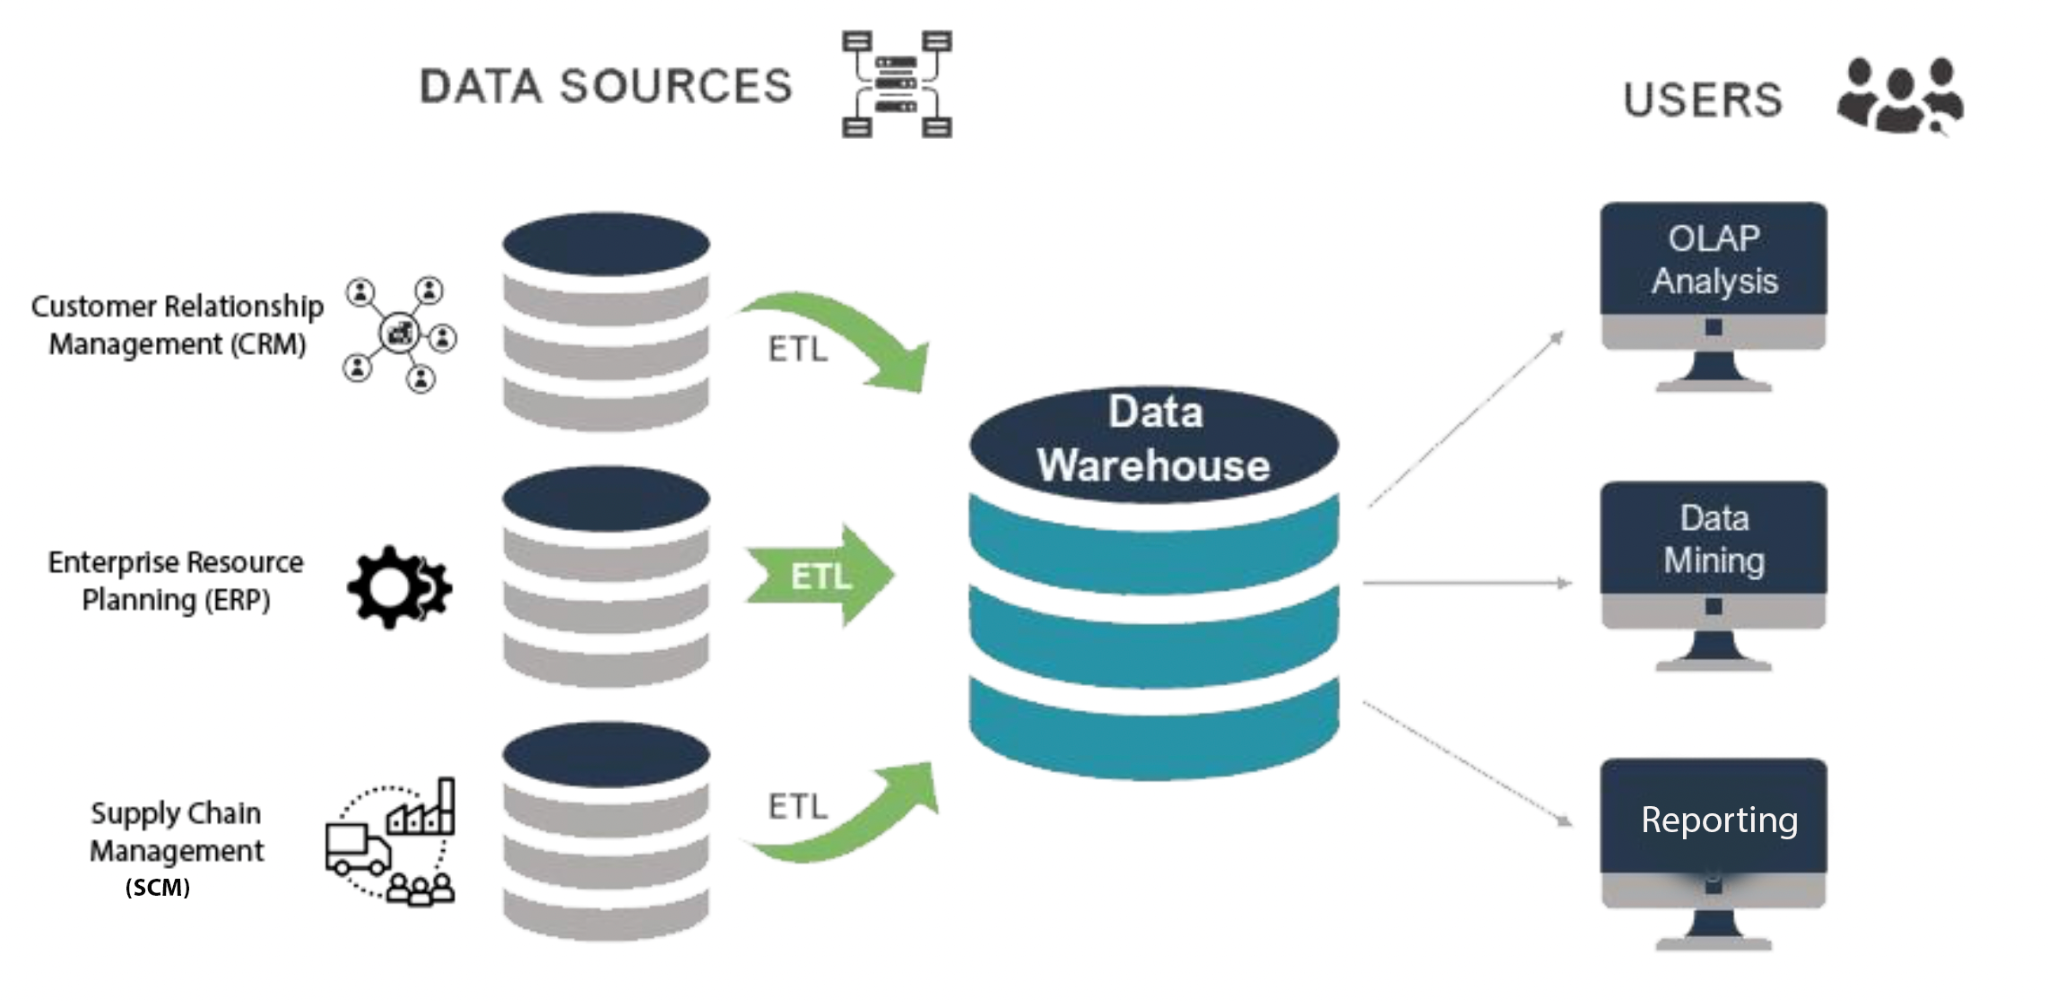 DATA SOURCES
USERS
Customer Relationship
Management (CRM)
ETL
OLAP
Analysis
Data
Warehouse
Enterprise Resource
Planning (ERP)
ETL
Data
Mining
Supply Chain
Management
(SCM)
ETL
Reporting